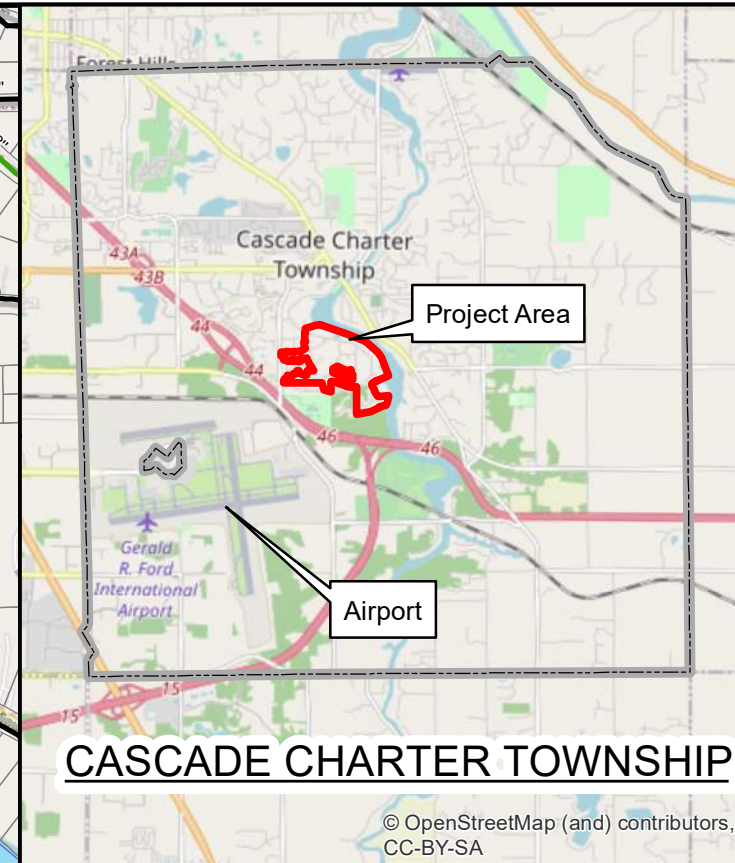 Forest Hills
43A
43B
44
44
Cascade Charter
Township
Project Area
46
46
Gerald
R. Ford
International
Airport
Airport
15
15
CASCADE CHARTER TOWNSHIP
© OpenStreetMap (and) contributors,
CC-BY-SA